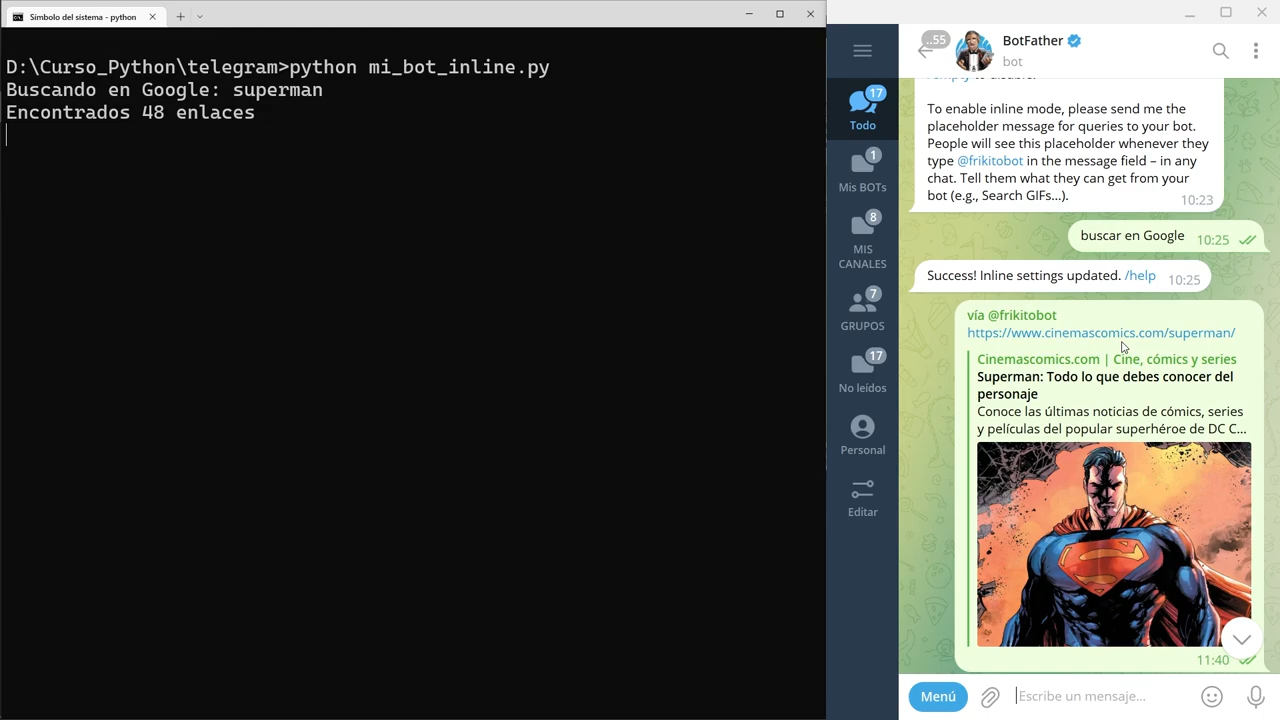 Símbolo del sistema - python
D:\Curso_Python\telegram>python mi_bot_inline.py
Buscando en Google: superman
Encontrados 48 enlaces
17
Todo
1
Mis BOTs
8
MIS
CANALES
7
GRUPOS
17
No leídos
Personal
Editar
..55
BotFather
bot
to disable.
To enable inline mode, please send me the
placeholder message for queries to your bot.
People will see this placeholder whenever they
type @frikitobot in the message field – in any
chat. Tell them what they can get from your
bot (e.g., Search GIFs...).
10:23
buscar en Google 10:25
Success! Inline settings updated. /help 10:25
vía @frikitobot
https://www.cinemascomics.com/superman/
Cinemascomics.com | Cine, cómics y series
Superman: Todo lo que debes conocer del
personaje
Conoce las últimas noticias de cómics, series
y películas del popular superhéroe de DC C...
11:40
Menú
Escribe un mensaje...